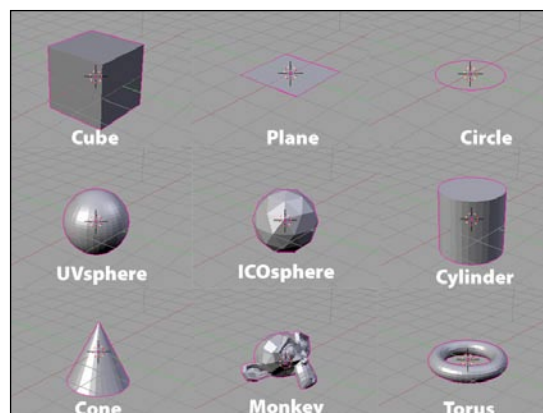 Cube Plane Circle
UVsphere ICOsphere Cylinder
Cone Monkey Torus